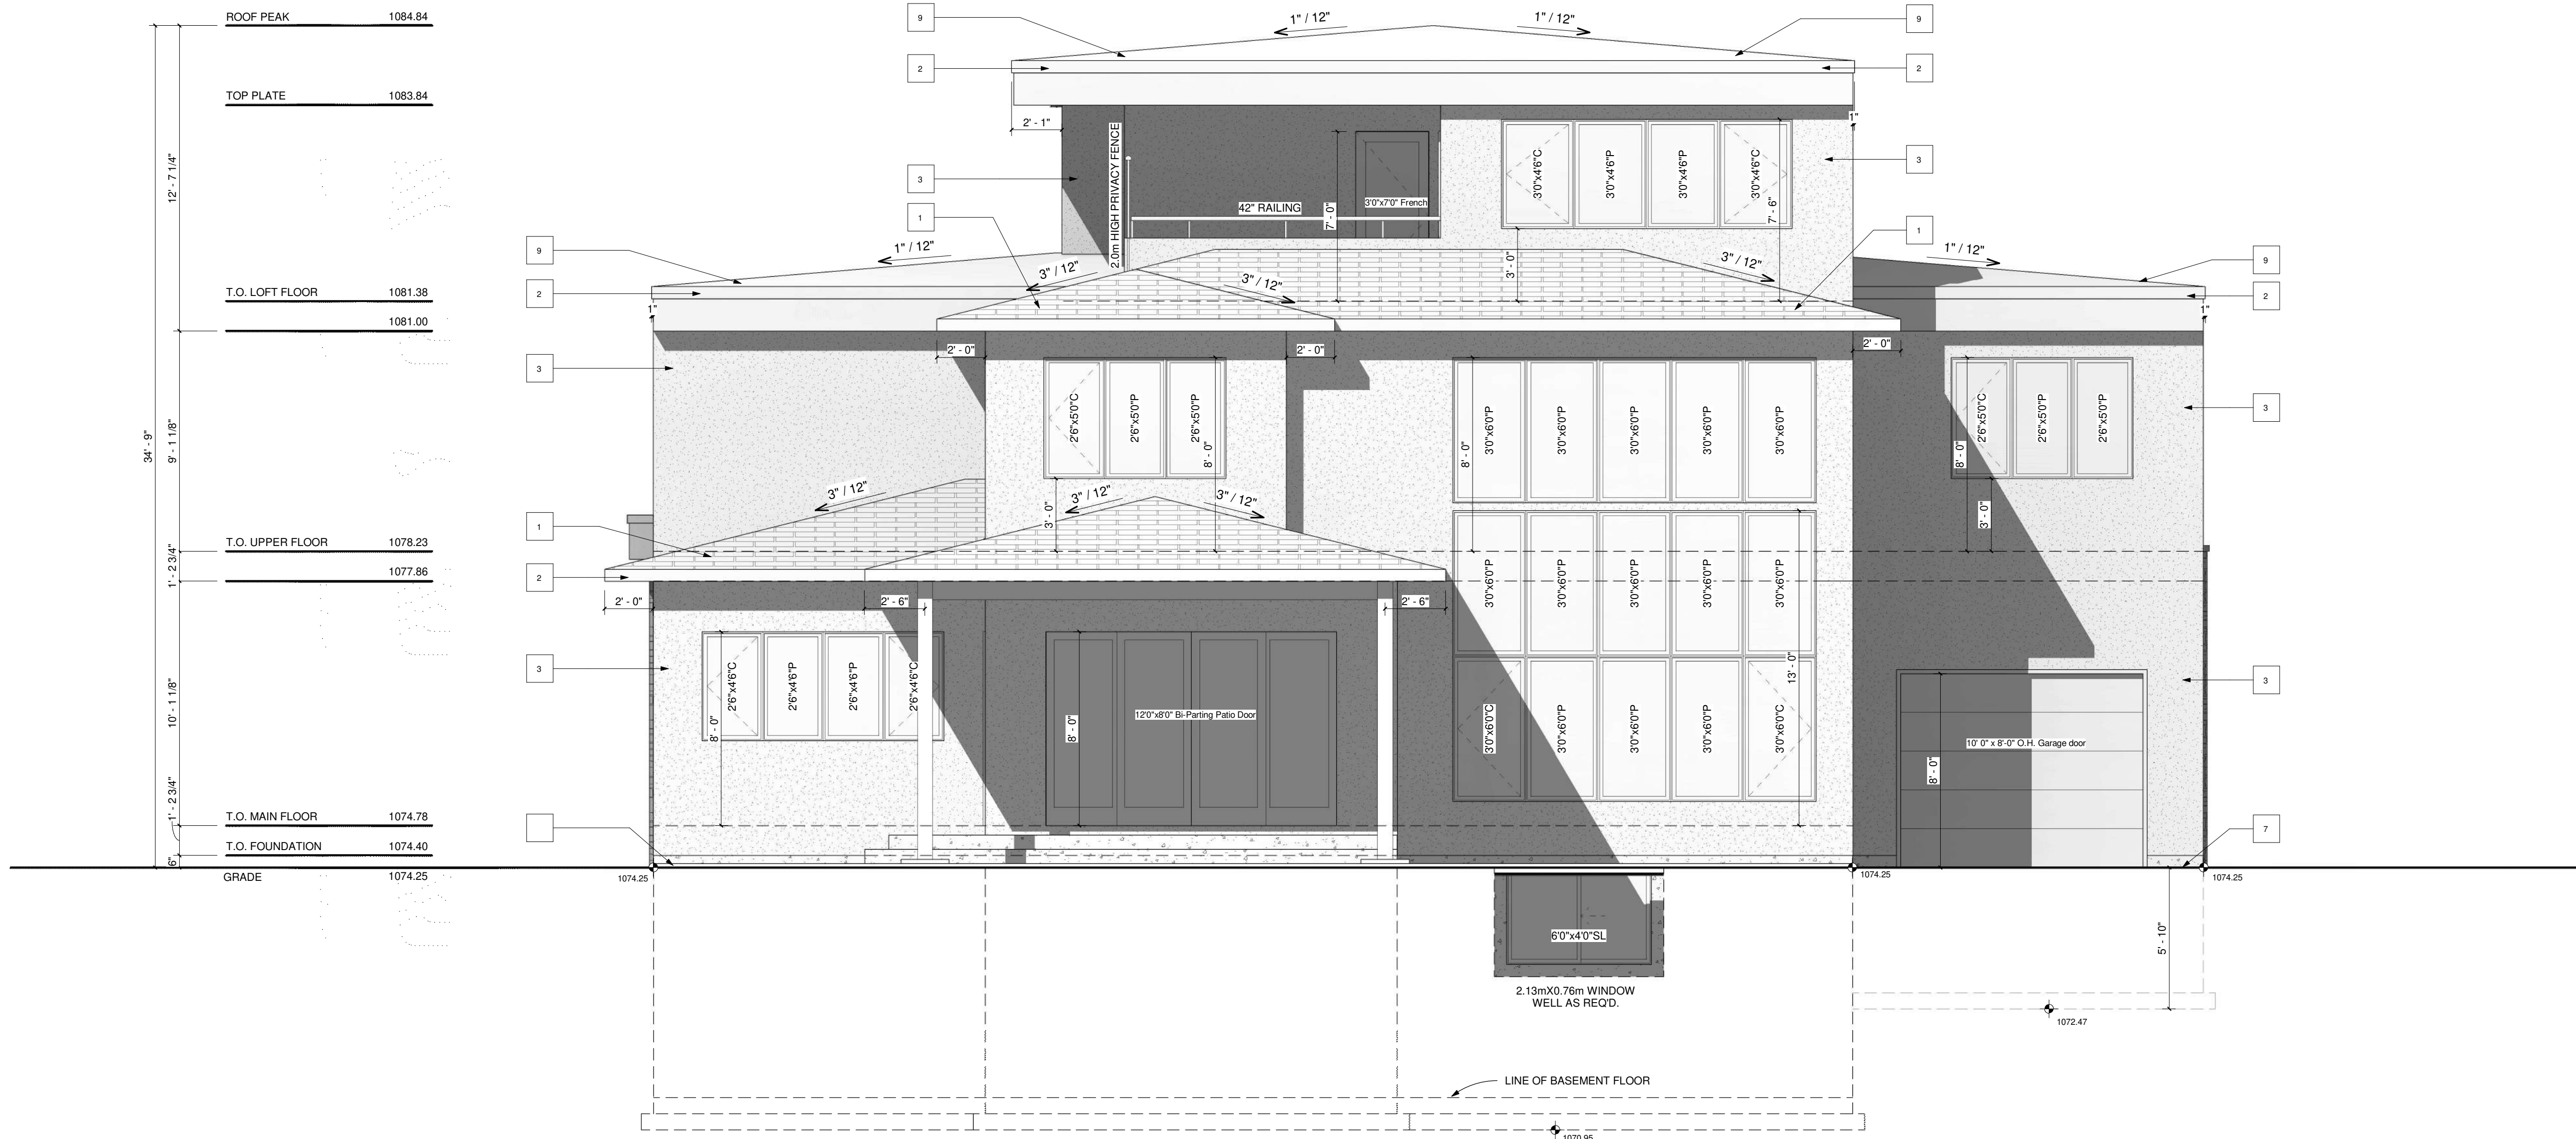 ROOF PEAK 1084.84
TOP PLATE 1083.84
T.O. LOFT FLOOR 1081.38
1081.00
T.O. UPPER FLOOR 1078.23
1077.86
T.O. MAIN FLOOR 1074.78
T.O. FOUNDATION 1074.40
GRADE 1074.25
34' - 9"
12' - 7 1/4"
9' - 1 1/8"
1' - 2 3/4"
10' - 1 1/8"
1' - 2 3/4"
6"
9
1" / 12"
1" / 12"
9
2
2
2' - 1"
1"
3
2.0m HIGH PRIVACY FENCE
3'0"x4'6"C
3'0"x4'6"P
3'0"x4'6"P
3'0"x4'6"C
3
1
42" RAILING
7' - 0"
3'0"x7'0" French
7' - 6"
1
9
1" / 12"
3" / 12"
3" / 12"
3' - 0"
3" / 12"
1" / 12"
9
2
2
1"
1"
2' - 0"
2' - 0"
2' - 0"
3
2'6"x5'0"C
2'6"x5'0"P
2'6"x5'0"P
8' - 0"
8' - 0"
3'0"x6'0"P
3'0"x6'0"P
3'0"x6'0"P
3'0"x6'0"P
3'0"x6'0"P
8' - 0"
2'6"x5'0"C
2'6"x5'0"P
2'6"x5'0"P
3
3" / 12"
3" / 12"
3" / 12"
3' - 0"
3' - 0"
1
2
3'0"x6'0"P
3'0"x6'0"P
3'0"x6'0"P
3'0"x6'0"P
3'0"x6'0"P
2' - 0"
2' - 6"
2' - 6"
3
2'6"x4'6"C
2'6"x4'6"P
2'6"x4'6"P
2'6"x4'6"C
8' - 0"
8' - 0"
12'0"x8'0" Bi-Parting Patio Door
13' - 0"
3'0"x6'0"C
3'0"x6'0"P
3'0"x6'0"P
3'0"x6'0"P
3'0"x6'0"C
10' 0" x 8'-0" O.H. Garage door
8' - 0"
3
7
1074.25
1074.25
1074.25
6'0"x4'0"SL
5' - 10"
2.13mX0.76m WINDOW
WELL AS REQ'D.
1072.47
LINE OF BASEMENT FLOOR
1070.95